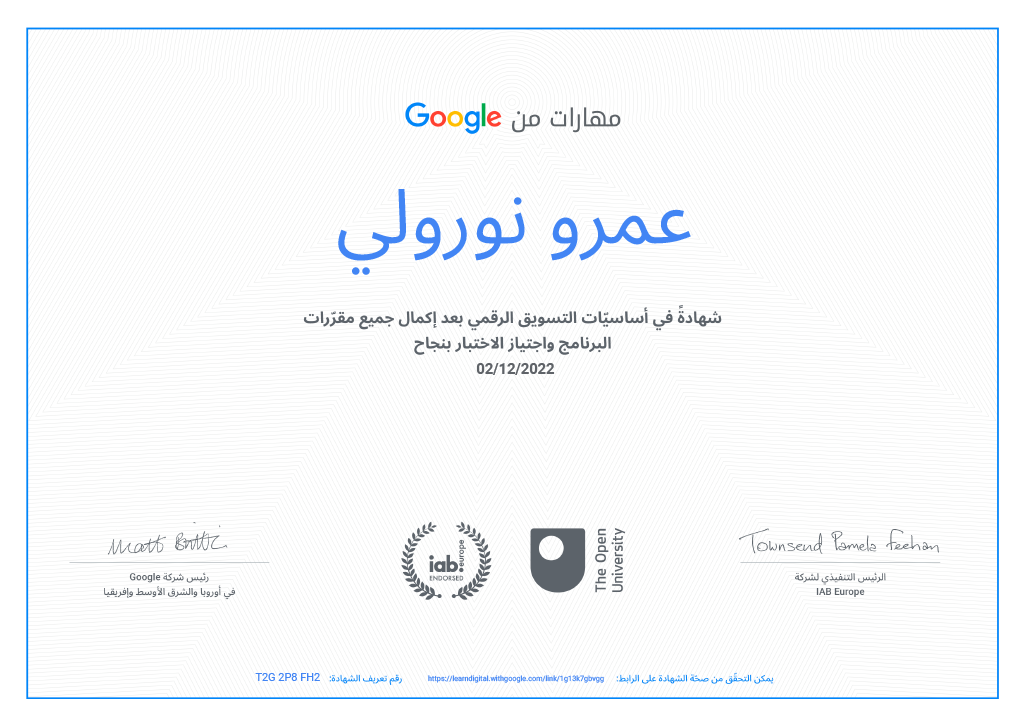 مهارات من Google
عمرو نورولي
شهادةً في أساسيّات التسويق الرقمي بعد إكمال جميع مقرّرات
البرنامج واجتياز الاختبار بنجاح
02/12/2022
Townsend Pamela Feehan
الرئيس التنفيذي لشركة
IAB Europe
The Open
University
iab europe
ENDORSED
Matt Brittin
رئيس شركة Google
في أوروبا والشرق الأوسط وإفريقيا
يمكن التحقّق من صحّة الشهادة على الرابط: https://learndigital.withgoogle.com/link/1g13k7gbvgg رقم تعريف الشهادة: T2G 2P8 FH2